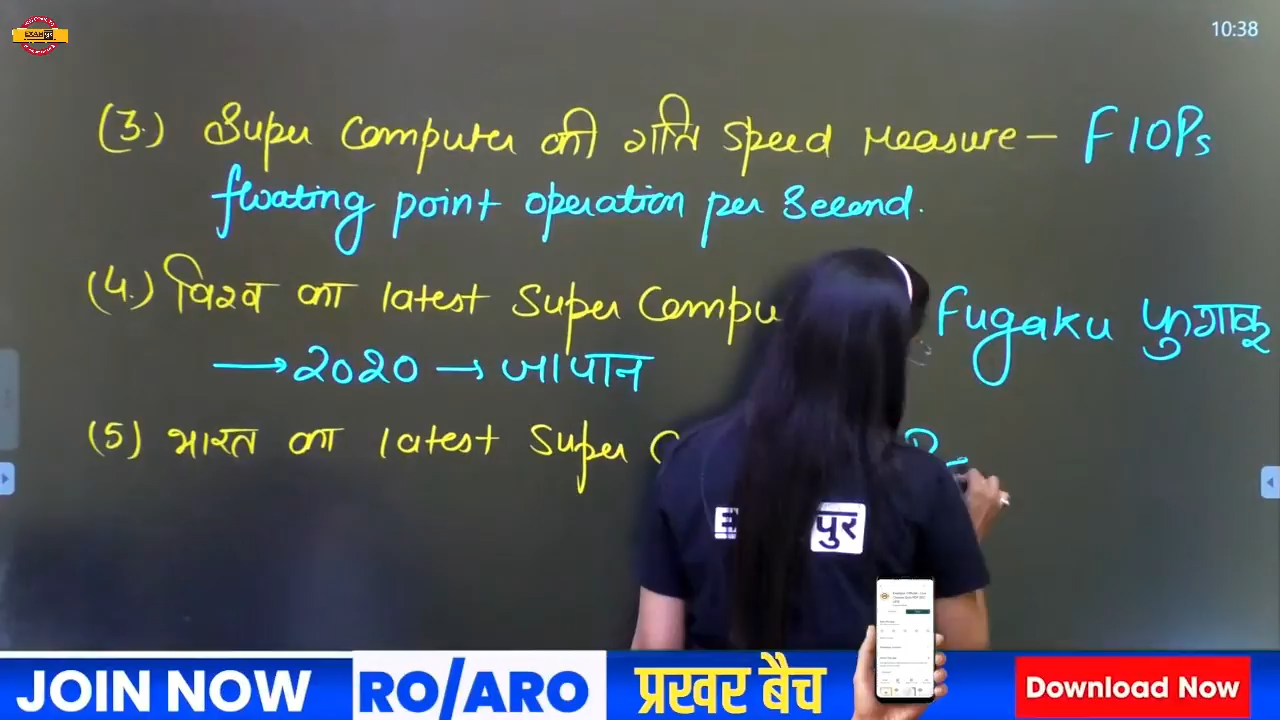 10:38
(3.) Super Computer की गति Speed Measure – FlOPs
floating point operation per Second.
(4.) विश्व का latest Super Compu Fugaku फुगाकू
→ 2020 → जापान
(5) भारत का latest Super C P
पुर
JOIN NOW RO/ARO प्रखर बैच Download Now